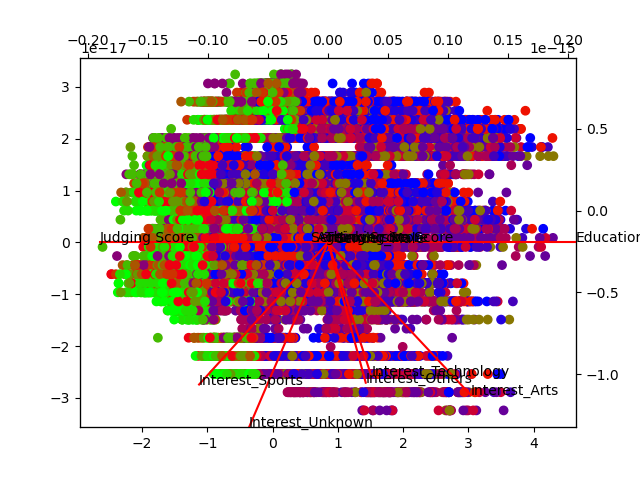 −0.20 −0.15 −0.10 −0.05 0.00 0.05 0.10 0.15 0.20
1e−17 1e−15
3
2
1
0
−1
−2
−3
0.5
0.0
−0.5
−1.0
Judging Score
Education
Interest_Technology
Interest_Sports
Interest_Others
Interest_Arts
Interest_Unknown
−2 −1 0 1 2 3 4